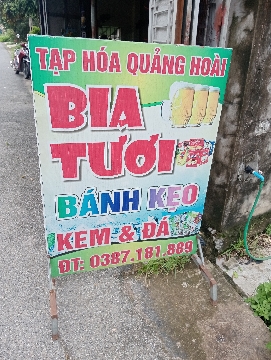 TẠP HÓA QUẢNG HOÀI
BIA
TƯƠI
BÁNH KẸO
KEM & ĐÁ
ĐT: 0387.181.889